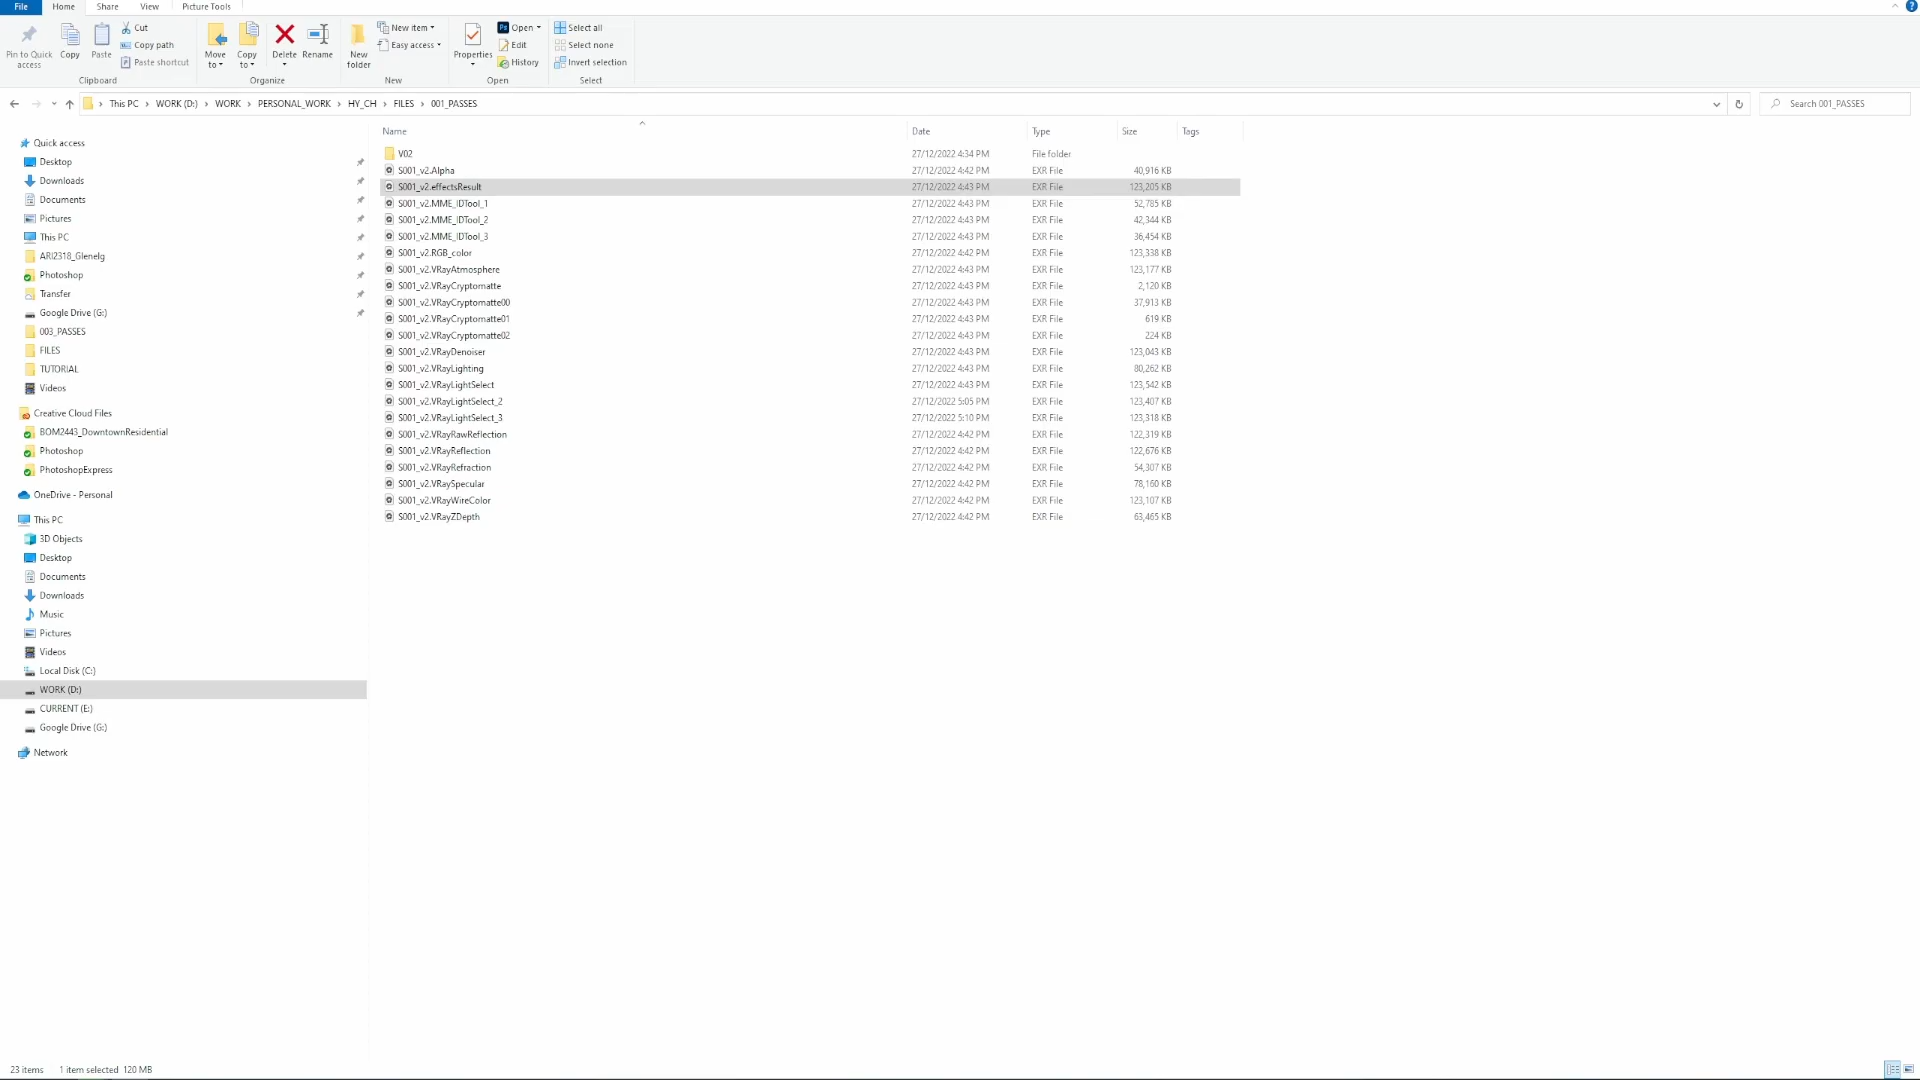 File Home Share View Picture Tools
Pin to Quick access
Copy
Paste
Cut
Copy path
Paste shortcut
Clipboard
Move to
Copy to
Delete
Rename
Organize
New folder
New item
Easy access
New
Properties
Open
Edit
History
Open
Select all
Select none
Invert selection
Select
This PC › WORK (D:) › WORK › PERSONAL_WORK › HY_CH › FILES › 001_PASSES
Search 001_PASSES
Quick access
Desktop
Downloads
Documents
Pictures
This PC
ARI2318_Glenelg
Photoshop
Transfer
Google Drive (G:)
003_PASSES
FILES
TUTORIAL
Videos
Creative Cloud Files
BOM2443_DowntownResidential
Photoshop
PhotoshopExpress
OneDrive - Personal
This PC
3D Objects
Desktop
Documents
Downloads
Music
Pictures
Videos
Local Disk (C:)
WORK (D:)
CURRENT (E:)
Google Drive (G:)
Network
Name Date Type Size Tags
V02 27/12/2022 4:34 PM File folder
S001_v2.Alpha 27/12/2022 4:42 PM EXR File 40,916 KB
S001_v2.effectsResult 27/12/2022 4:43 PM EXR File 123,205 KB
S001_v2.MME_IDTool_1 27/12/2022 4:43 PM EXR File 52,785 KB
S001_v2.MME_IDTool_2 27/12/2022 4:43 PM EXR File 42,344 KB
S001_v2.MME_IDTool_3 27/12/2022 4:43 PM EXR File 36,454 KB
S001_v2.RGB_color 27/12/2022 4:42 PM EXR File 123,338 KB
S001_v2.VRayAtmosphere 27/12/2022 4:43 PM EXR File 123,177 KB
S001_v2.VRayCryptomatte 27/12/2022 4:43 PM EXR File 2,120 KB
S001_v2.VRayCryptomatte00 27/12/2022 4:43 PM EXR File 37,913 KB
S001_v2.VRayCryptomatte01 27/12/2022 4:43 PM EXR File 619 KB
S001_v2.VRayCryptomatte02 27/12/2022 4:43 PM EXR File 224 KB
S001_v2.VRayDenoiser 27/12/2022 4:43 PM EXR File 123,043 KB
S001_v2.VRayLighting 27/12/2022 4:43 PM EXR File 80,262 KB
S001_v2.VRayLightSelect 27/12/2022 4:43 PM EXR File 123,542 KB
S001_v2.VRayLightSelect_2 27/12/2022 5:05 PM EXR File 123,407 KB
S001_v2.VRayLightSelect_3 27/12/2022 5:10 PM EXR File 123,318 KB
S001_v2.VRayRawReflection 27/12/2022 4:42 PM EXR File 122,319 KB
S001_v2.VRayReflection 27/12/2022 4:42 PM EXR File 122,676 KB
S001_v2.VRayRefraction 27/12/2022 4:42 PM EXR File 54,307 KB
S001_v2.VRaySpecular 27/12/2022 4:42 PM EXR File 78,160 KB
S001_v2.VRayWireColor 27/12/2022 4:42 PM EXR File 123,107 KB
S001_v2.VRayZDepth 27/12/2022 4:42 PM EXR File 63,465 KB
23 items 1 item selected 120 MB